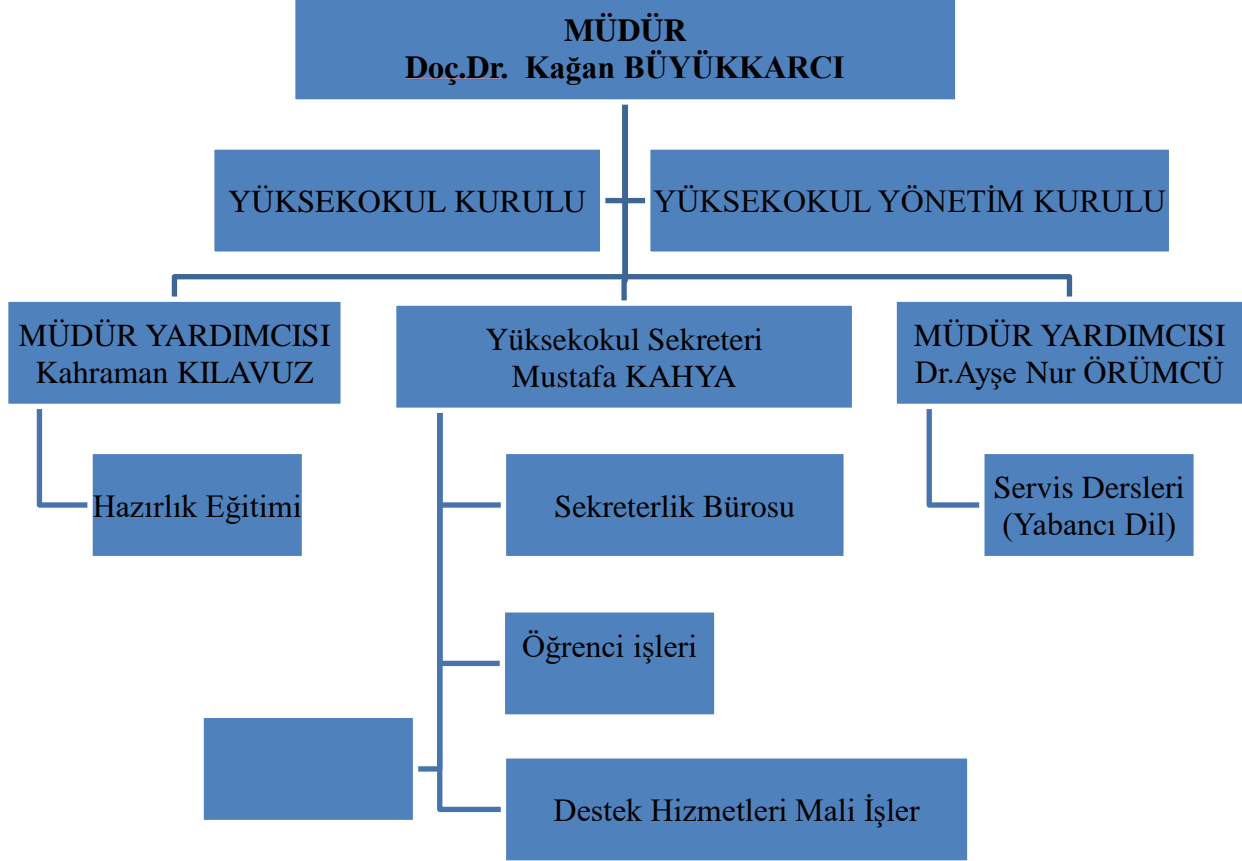 MÜDÜR
Doç.Dr. Kağan BÜYÜKKARCI
YÜKSEKOKUL KURULU
YÜKSEKOKUL YÖNETİM KURULU
MÜDÜR YARDIMCISI
Kahraman KILAVUZ
Yüksekokul Sekreteri
Mustafa KAHYA
MÜDÜR YARDIMCISI
Dr.Ayşe Nur ÖRÜMCÜ
Hazırlık Eğitimi
Sekreterlik Bürosu
Servis Dersleri
(Yabancı Dil)
Öğrenci işleri
Destek Hizmetleri Mali İşler